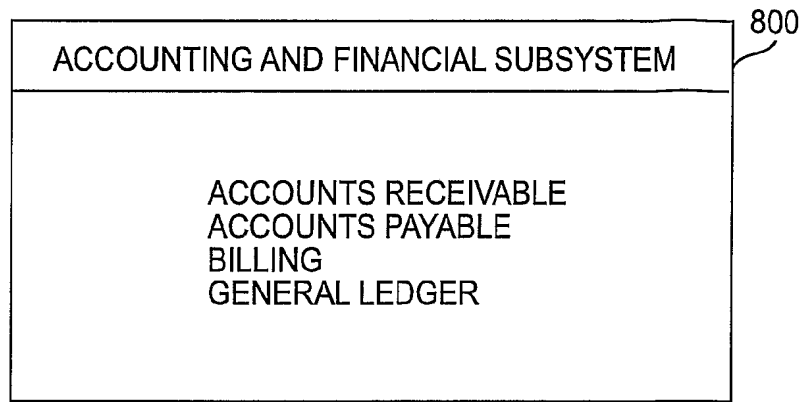 800
ACCOUNTING AND FINANCIAL SUBSYSTEM
ACCOUNTS RECEIVABLE
ACCOUNTS PAYABLE
BILLING
GENERAL LEDGER